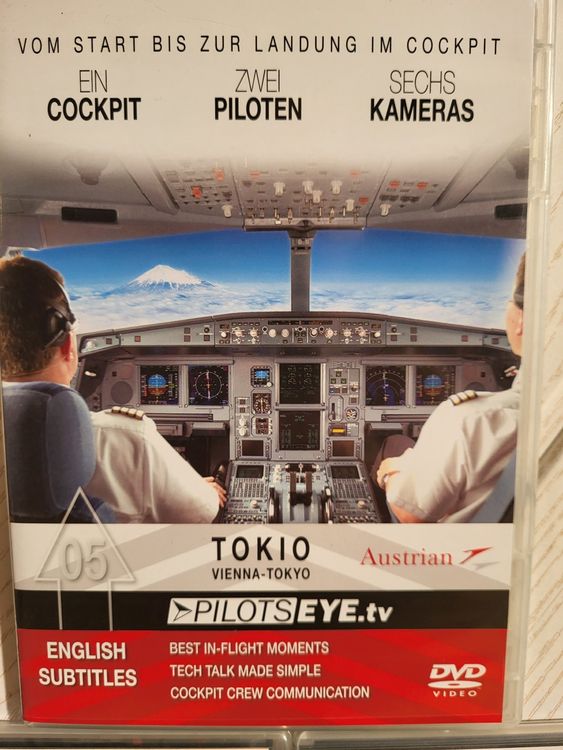 VOM START BIS ZUR LANDUNG IM COCKPIT
EIN
COCKPIT
ZWEI
PILOTEN
SECHS
KAMERAS
05
TOKIO
VIENNA-TOKYO
Austrian
PILOTSEYE.tv
ENGLISH
SUBTITLES
BEST IN-FLIGHT MOMENTS
TECH TALK MADE SIMPLE
COCKPIT CREW COMMUNICATION
DVD
VIDEO